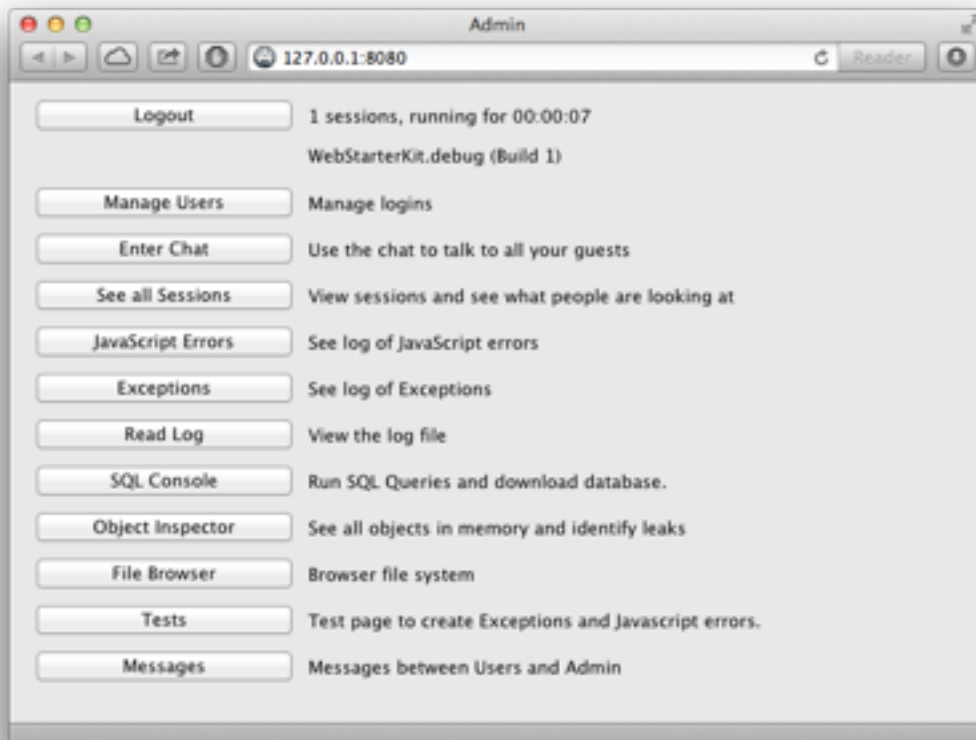 Admin
127.0.0.1:8080 Reader
Logout 1 sessions, running for 00:00:07
WebStarterKit.debug (Build 1)
Manage Users Manage logins
Enter Chat Use the chat to talk to all your guests
See all Sessions View sessions and see what people are looking at
JavaScript Errors See log of JavaScript errors
Exceptions See log of Exceptions
Read Log View the log file
SQL Console Run SQL Queries and download database.
Object Inspector See all objects in memory and identify leaks
File Browser Browser file system
Tests Test page to create Exceptions and Javascript errors.
Messages Messages between Users and Admin